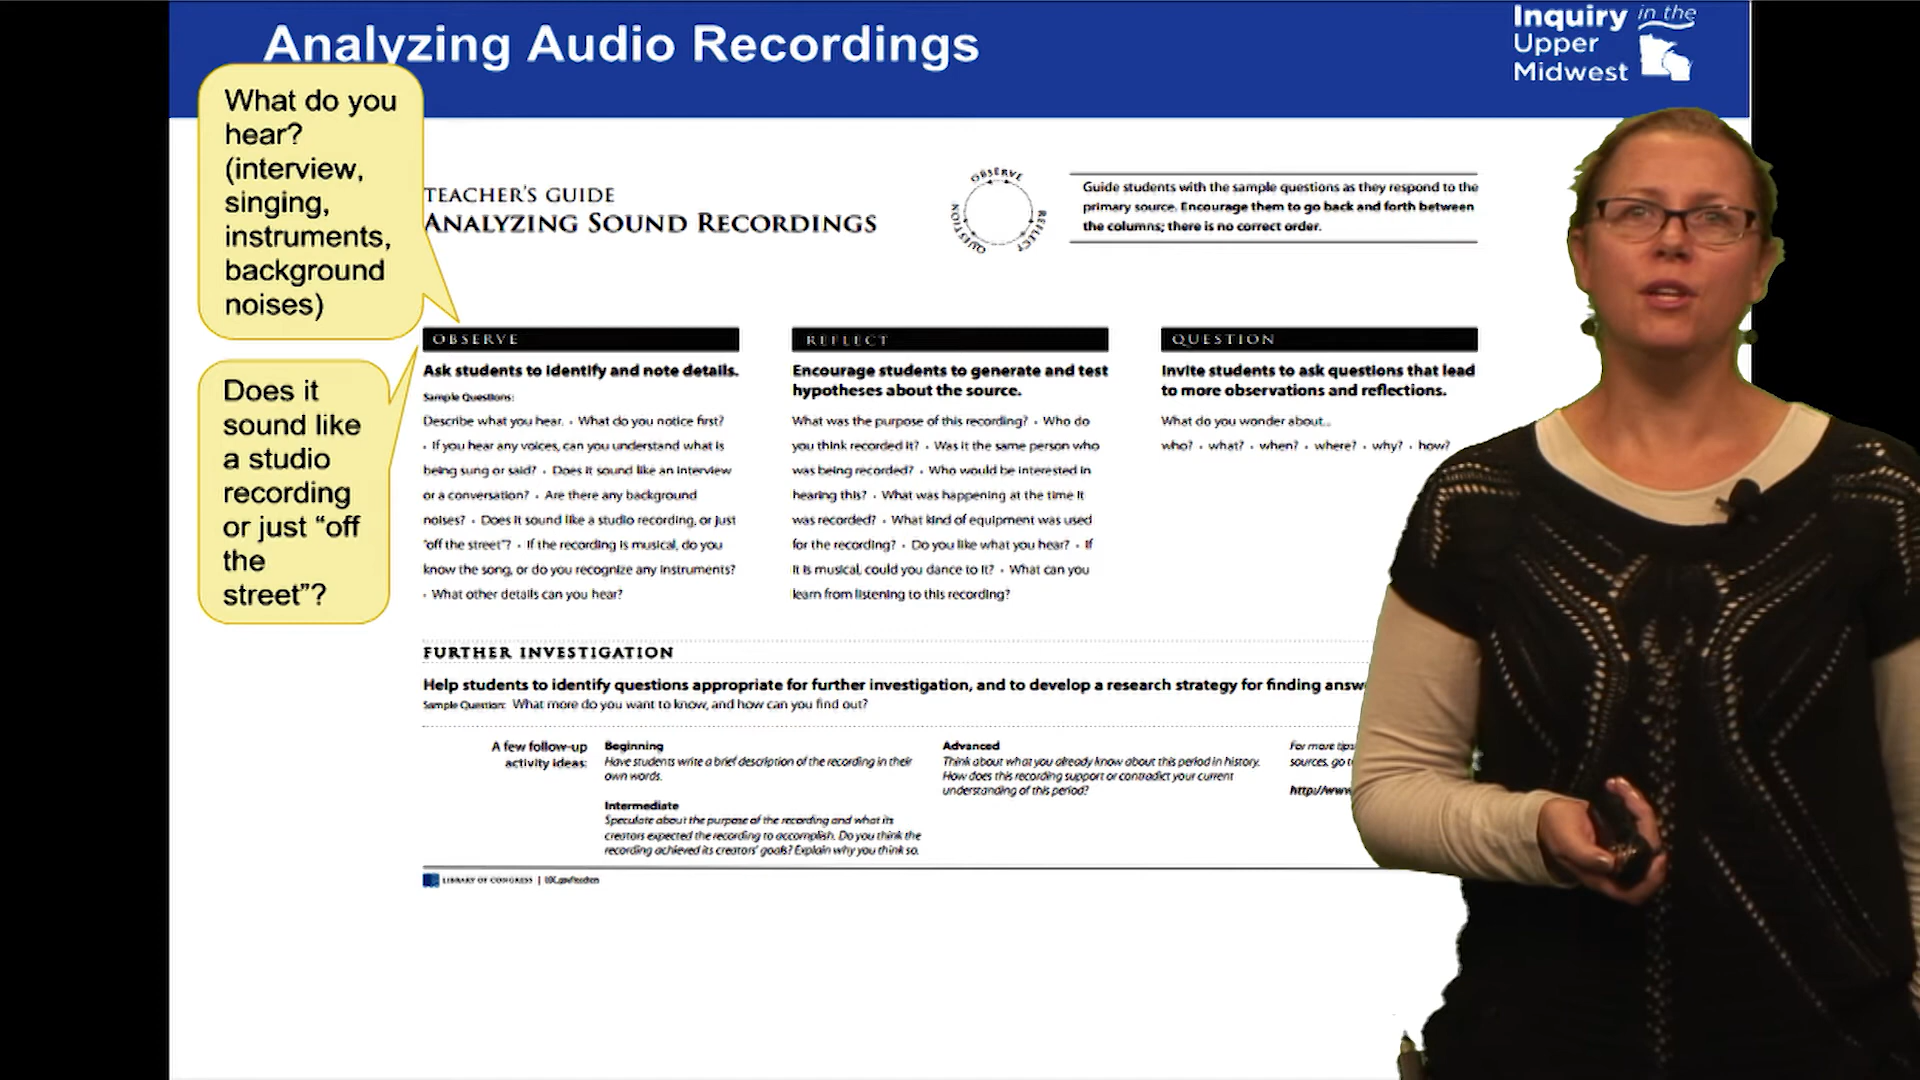 Analyzing Audio Recordings
Inquiry in the
Upper
Midwest
What do you
hear?
(interview,
singing,
instruments,
background
noises)
Does it
sound like
a studio
recording
or just “off
the
street”?
TEACHER’S GUIDE
ANALYZING SOUND RECORDINGS
OBSERVE
REFLECT
QUESTION
Guide students with the sample questions as they respond to the
primary source. Encourage them to go back and forth between
the columns; there is no correct order.
OBSERVE
Ask students to identify and note details.
Sample Questions:
Describe what you hear. · What do you notice first?
· If you hear any voices, can you understand what is
being sung or said? · Does it sound like an interview
or a conversation? · Are there any background
noises? · Does it sound like a studio recording, or just
“off the street”? · If the recording is musical, do you
know the song, or do you recognize any instruments?
· What other details can you hear?
REFLECT
Encourage students to generate and test
hypotheses about the source.
What was the purpose of this recording? · Who do
you think recorded it? · Was it the same person who
was being recorded? · Who would be interested in
hearing this? · What was happening at the time it
was recorded? · What kind of equipment was used
for the recording? · Do you like what you hear? · If
it is musical, could you dance to it? · What can you
learn from listening to this recording?
QUESTION
Invite students to ask questions that lead
to more observations and reflections.
What do you wonder about...
who? · what? · when? · where? · why? · how?
FURTHER INVESTIGATION
Help students to identify questions appropriate for further investigation, and to develop a research strategy for finding
Sample Question: What more do you want to know, and how can you find out?
A few follow-up
activity ideas:
Beginning
Have students write a brief description of the recording in their
own words.
Intermediate
Speculate about the purpose of the recording and what its
creators expected the recording to accomplish. Do you think the
recording achieved its creators’ goals? Explain why you think so.
Advanced
Think about what you already know about this period in history.
How does this recording support or contradict your current
understanding of this period?
For more tips
sources, go t
http://www
LIBRARY OF CONGRESS | LOC.gov/teachers